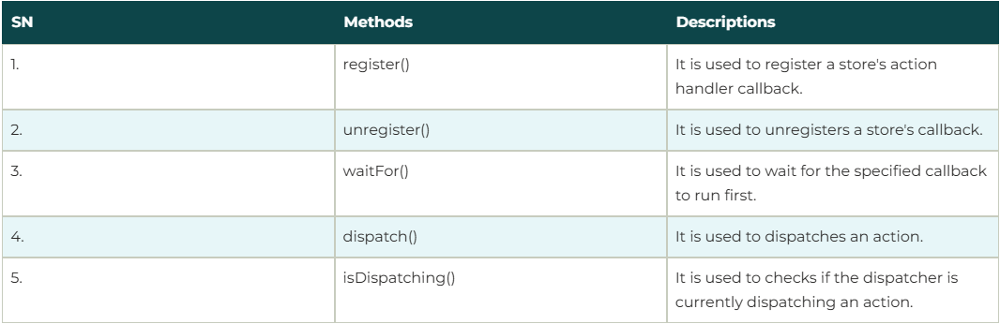 SN Methods Descriptions
1. register() It is used to register a store's action
handler callback.
2. unregister() It is used to unregisters a store's callback.
3. waitFor() It is used to wait for the specified callback
to run first.
4. dispatch() It is used to dispatches an action.
5. isDispatching() It is used to checks if the dispatcher is
currently dispatching an action.